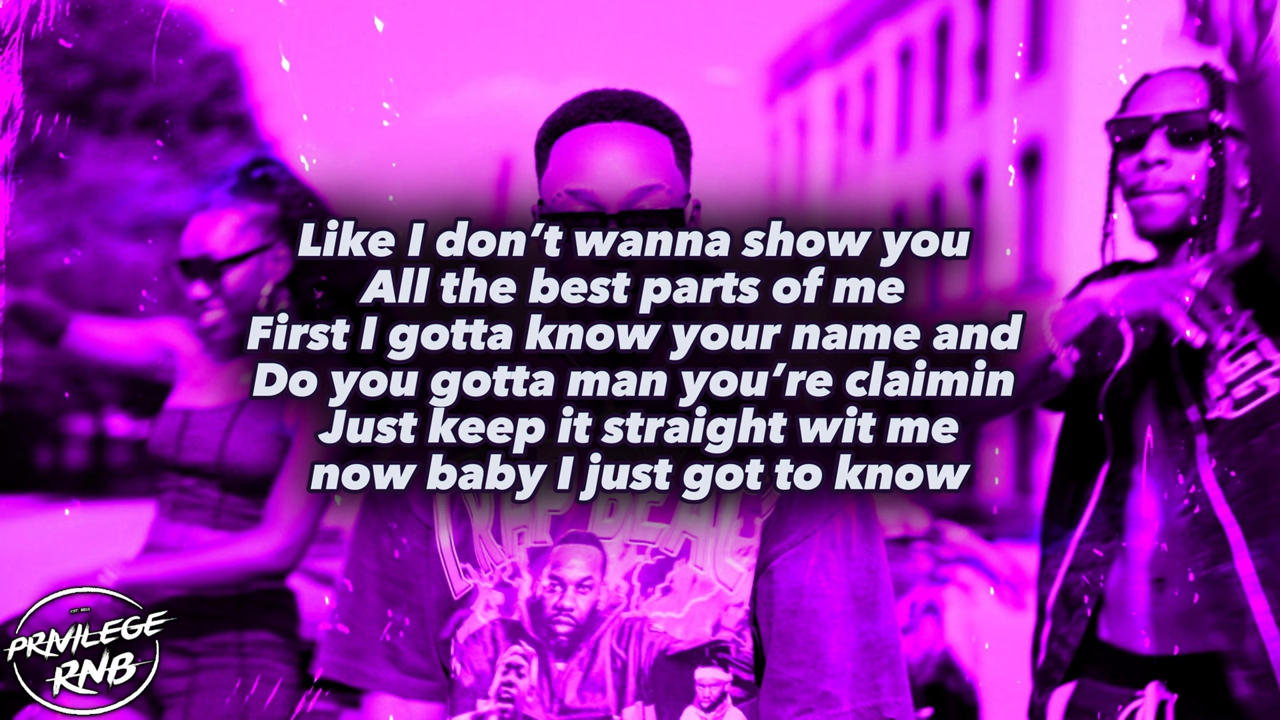 Like I don’t wanna show you
All the best parts of me
First I gotta know your name and
Do you gotta man you’re claimin
Just keep it straight wit me
now baby I just got to know
PRIVILEGE
RNB